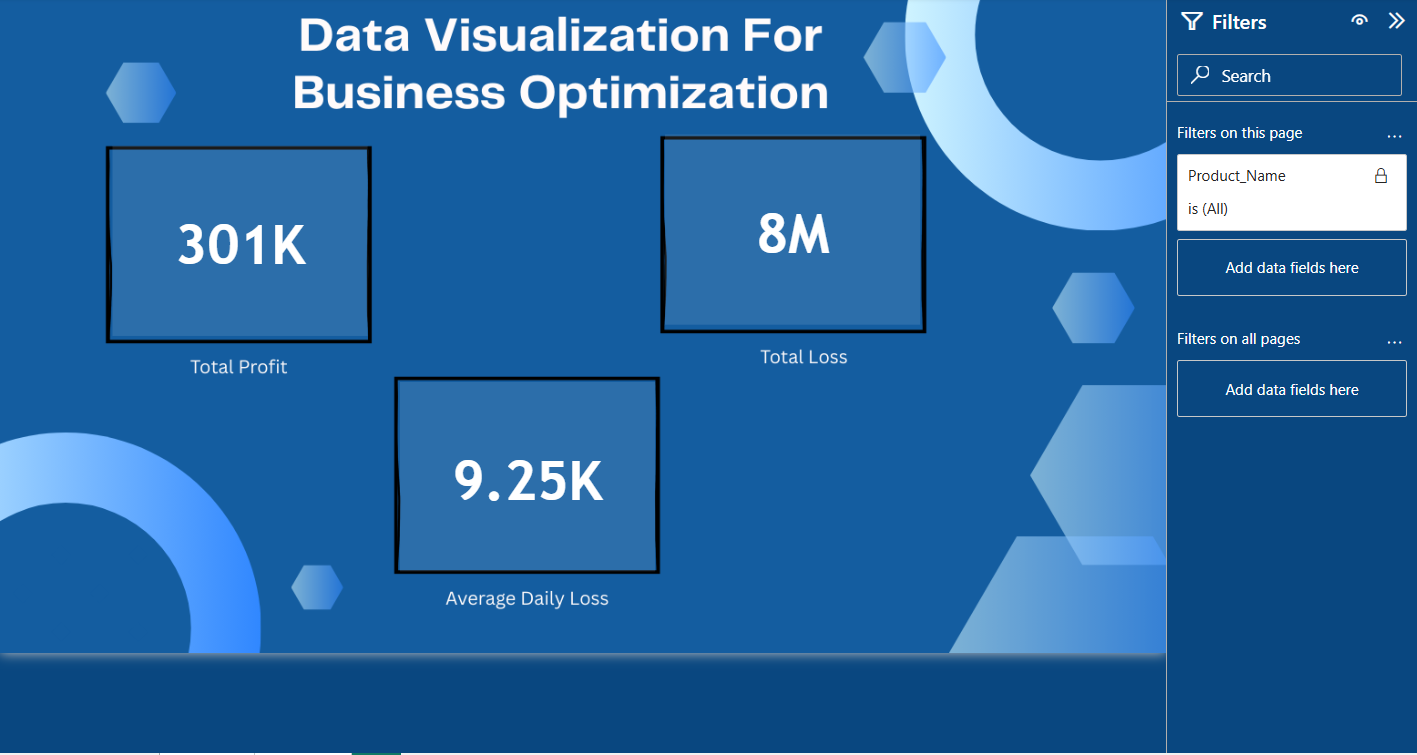 Data Visualization For
Business Optimization
301K
Total Profit
8M
Total Loss
9.25K
Average Daily Loss
Filters
Search
Filters on this page
...
Product_Name
is (All)
Add data fields here
Filters on all pages
...
Add data fields here